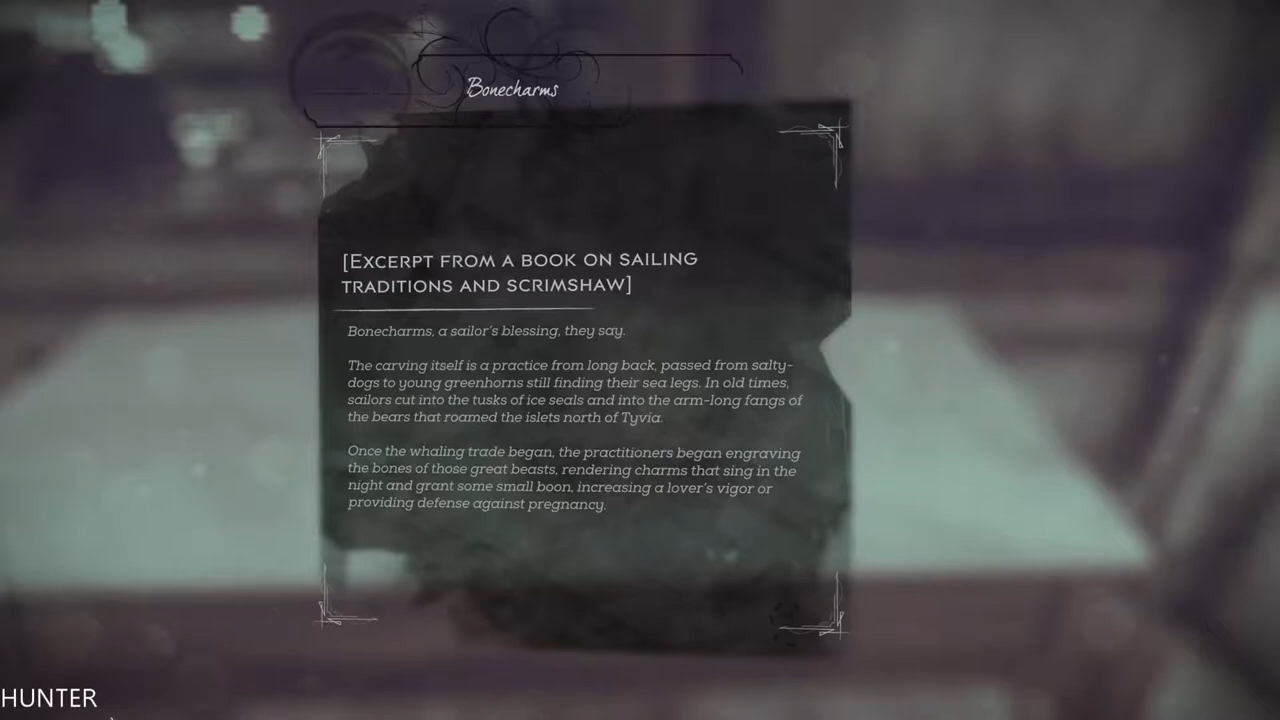 Bonecharms
[EXCERPT FROM A BOOK ON SAILING
TRADITIONS AND SCRIMSHAW]
Bonecharms, a sailor's blessing, they say.
The carving itself is a practice from long back, passed from salty-
dogs to young greenhorns still finding their sea legs. In old times,
sailors cut into the tusks of ice seals and into the arm-long fangs of
the bears that roamed the islets north of Tyvia.
Once the whaling trade began, the practitioners began engraving
the bones of those great beasts, rendering charms that sing in the
night and grant some small boon, increasing a lover's vigor or
providing defense against pregnancy.
HUNTER